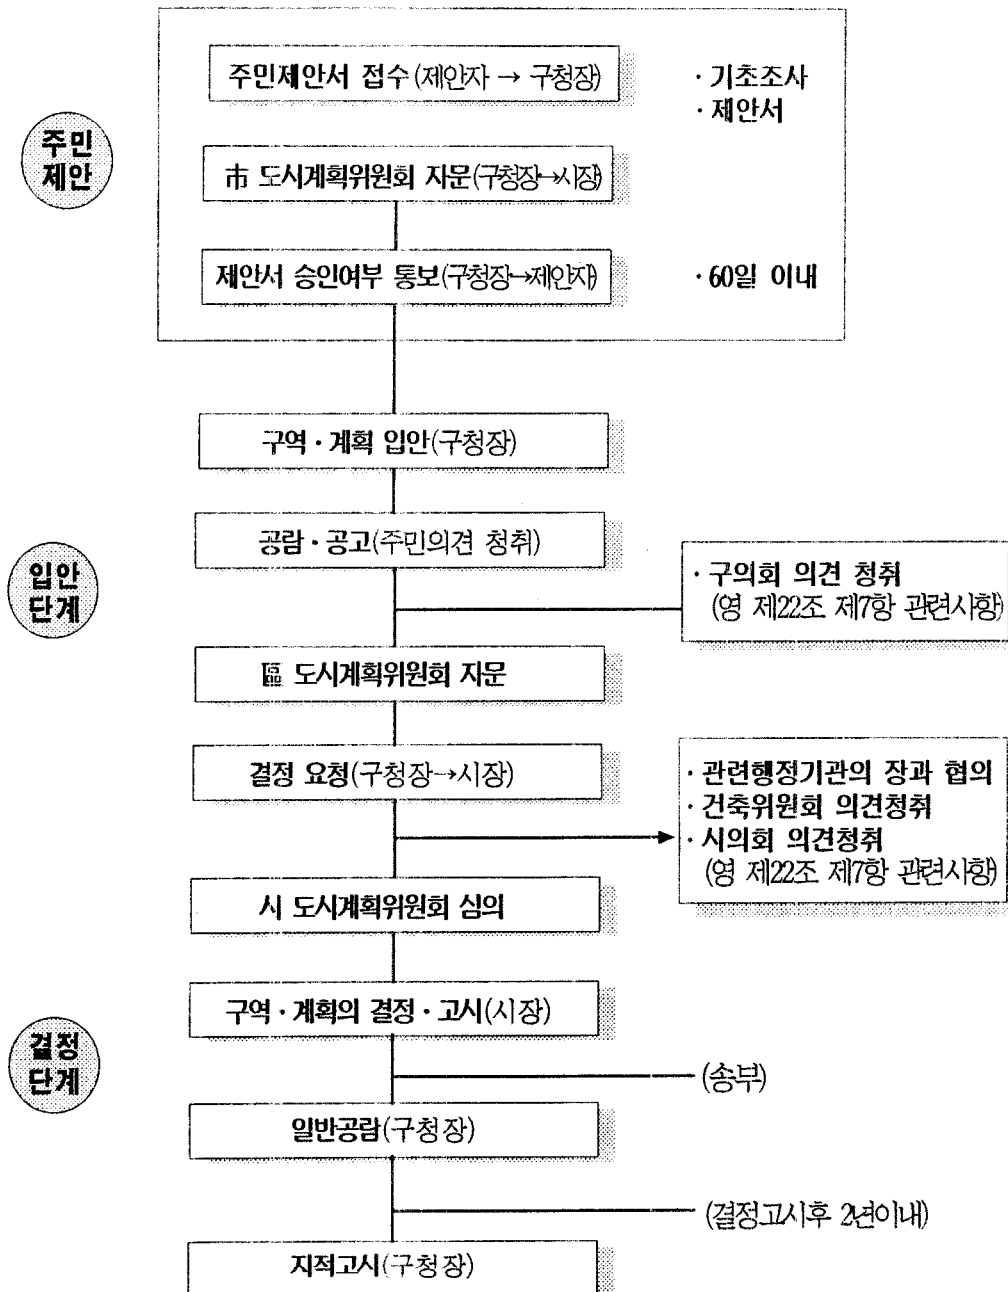 주민제안서 접수(제안자 → 구청장)
· 기초조사
· 제안서
주민
제안
市 도시계획위원회 자문(구청장→시장)
제안서 승인여부 통보(구청장→제안자)
· 60일 이내
구역 · 계획 입안(구청장)
공람 · 공고(주민의견 청취)
입안
단계
· 구의회 의견 청취
(영 제22조 제7항 관련사항)
區 도시계획위원회 자문
결정 요청(구청장→시장)
· 관련행정기관의 장과 협의
· 건축위원회 의견청취
· 시의회 의견청취
(영 제22조 제7항 관련사항)
시 도시계획위원회 심의
구역 · 계획의 결정 · 고시(시장)
결정
단계
(송부)
일반공람(구청장)
(결정고시후 2년이내)
지적고시(구청장)